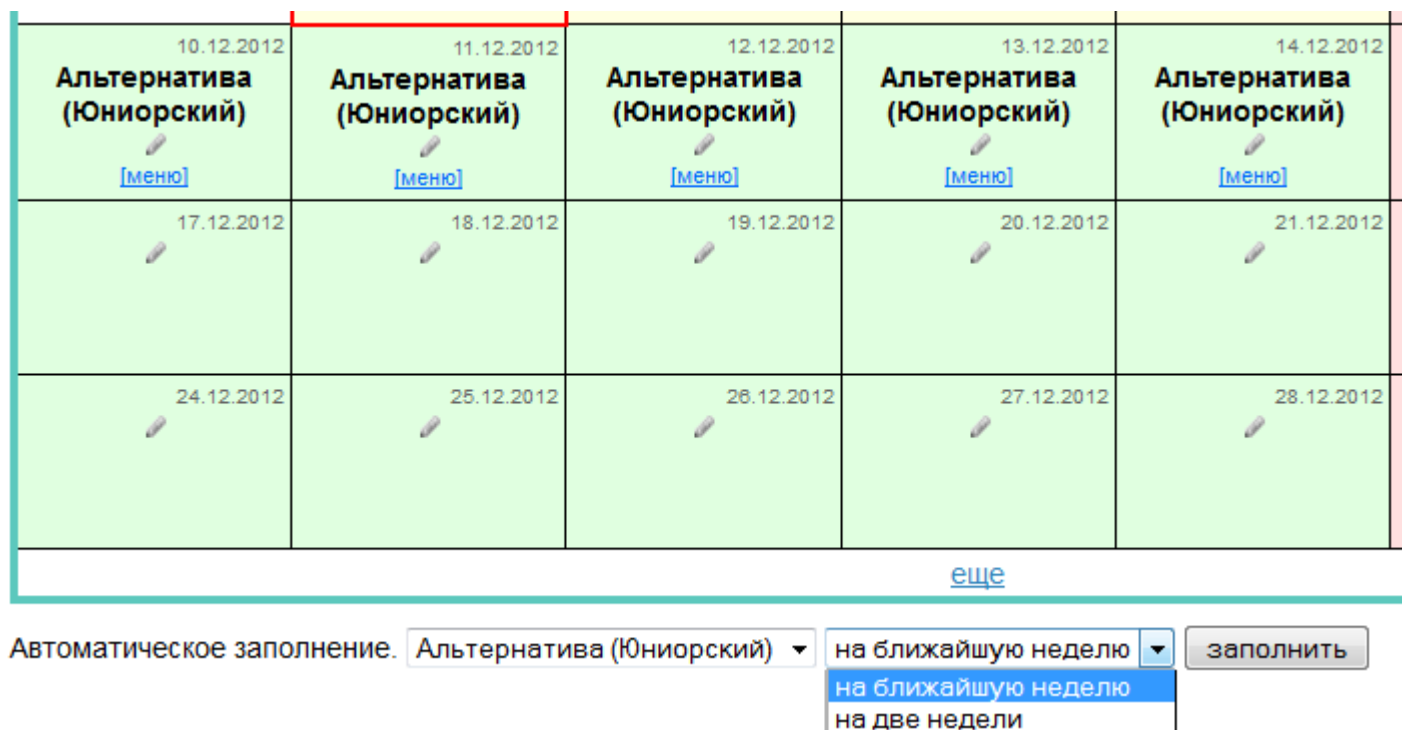 10.12.2012 11.12.2012 12.12.2012 13.12.2012 14.12.2012
Альтернатива Альтернатива Альтернатива Альтернатива Альтернатива
(Юниорский) (Юниорский) (Юниорский) (Юниорский) (Юниорский)
[меню] [меню] [меню] [меню] [меню]
17.12.2012 18.12.2012 19.12.2012 20.12.2012 21.12.2012
24.12.2012 25.12.2012 26.12.2012 27.12.2012 28.12.2012
еще
Автоматическое заполнение. Альтернатива (Юниорский) на ближайшую неделю заполнить
на ближайшую неделю
на две недели